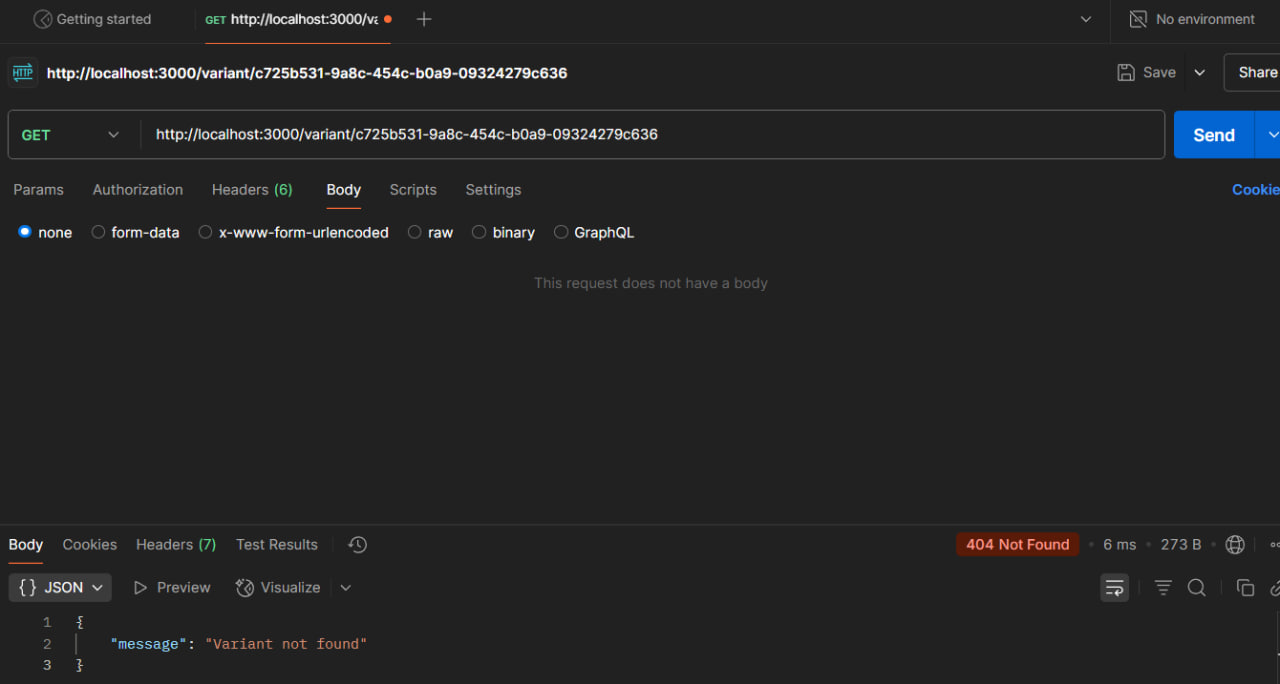 Getting started
GET http://localhost:3000/va
No environment
HTTP http://localhost:3000/variant/c725b531-9a8c-454c-b0a9-09324279c636
Save
Share
GET
http://localhost:3000/variant/c725b531-9a8c-454c-b0a9-09324279c636
Send
Params Authorization Headers (6) Body Scripts Settings
Cookie
none form-data x-www-form-urlencoded raw binary GraphQL
This request does not have a body
Body Cookies Headers (7) Test Results
404 Not Found • 6 ms • 273 B •
{} JSON Preview Visualize
1 {
2 "message": "Variant not found"
3 }